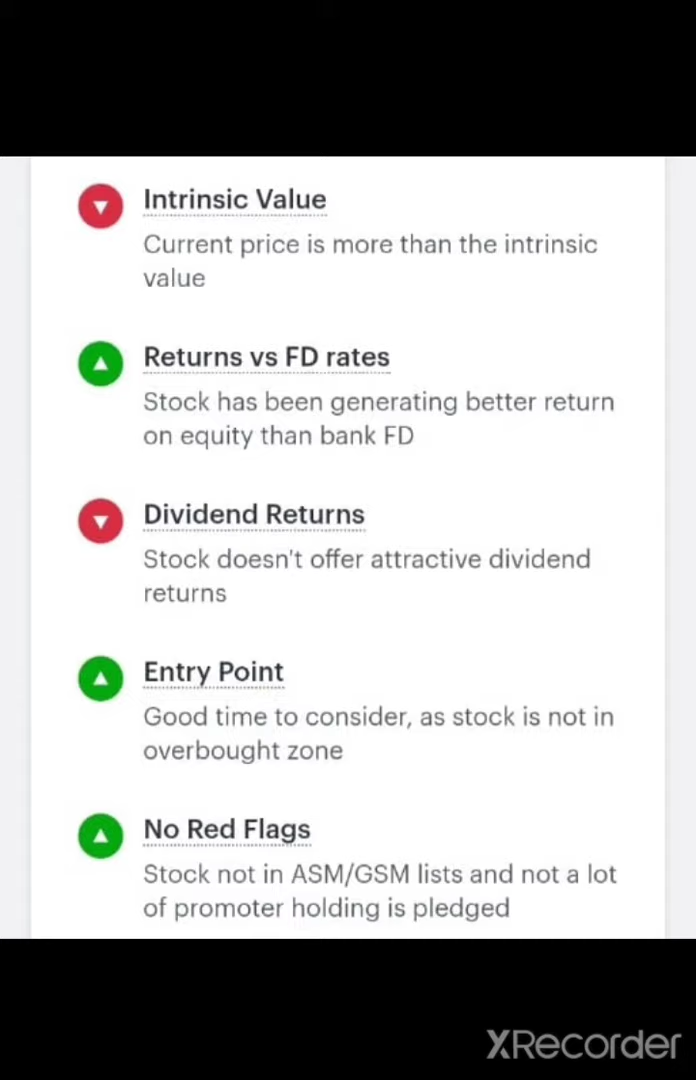 Intrinsic Value
Current price is more than the intrinsic
value
Returns vs FD rates
Stock has been generating better return
on equity than bank FD
Dividend Returns
Stock doesn't offer attractive dividend
returns
Entry Point
Good time to consider, as stock is not in
overbought zone
No Red Flags
Stock not in ASM/GSM lists and not a lot
of promoter holding is pledged
XRecorder